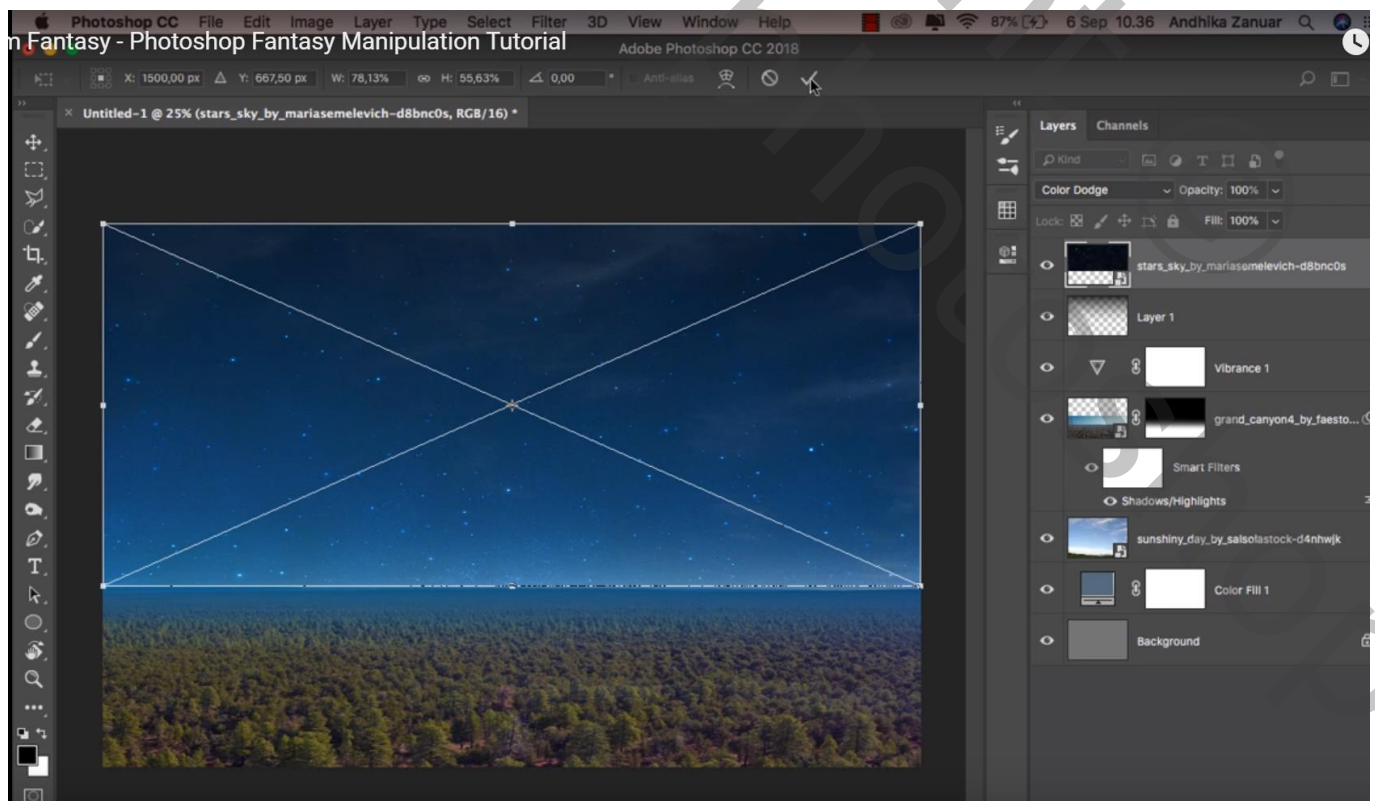 Photoshop CC File Edit Image Layer Type Select Filter 3D View Window Help 87% 6 Sep 10.36 Andhika Zanuar
n Fantasy - Photoshop Fantasy Manipulation Tutorial
Adobe Photoshop CC 2018
X: 1500,00 px Y: 667,50 px W: 78,13% H: 55,63% 0,00 ° Anti-alias
× Untitled-1 @ 25% (stars_sky_by_mariasemelevich-d8bnc0s, RGB/16) *
Layers Channels
Kind
Color Dodge Opacity: 100%
Lock: Fill: 100%
stars_sky_by_mariasemelevich-d8bnc0s
Layer 1
Vibrance 1
grand_canyon4_by_faesto...
Smart Filters
Shadows/Highlights
sunshiny_day_by_salsolastock-d4nhwjk
Color Fill 1
Background